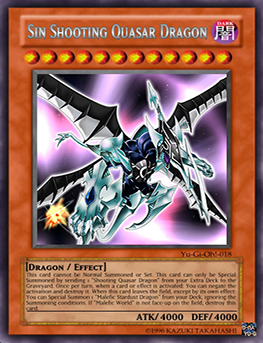 SIN SHOOTING QUASAR DRAGON
DARK
闇
Yu-Gi-Oh!-018
[DRAGON / EFFECT]
This card cannot be Normal Summoned or Set. This card can only be Special
Summoned by sending 1 "Shooting Quasar Dragon" from your Extra Deck to the
Graveyard. Once per turn, when a card or effect is activated: You can negate the
activation and destroy it. When this card leaves the field, except by its own effect:
You can Special Summon 1 "Malefic Stardust Dragon" from your Deck, ignoring the
Summoning conditions. If "Malefic World" is not face-up on the field, destroy this
card.
ATK/ 4000 DEF/ 4000
©1996 KAZUKI TAKAHASHI